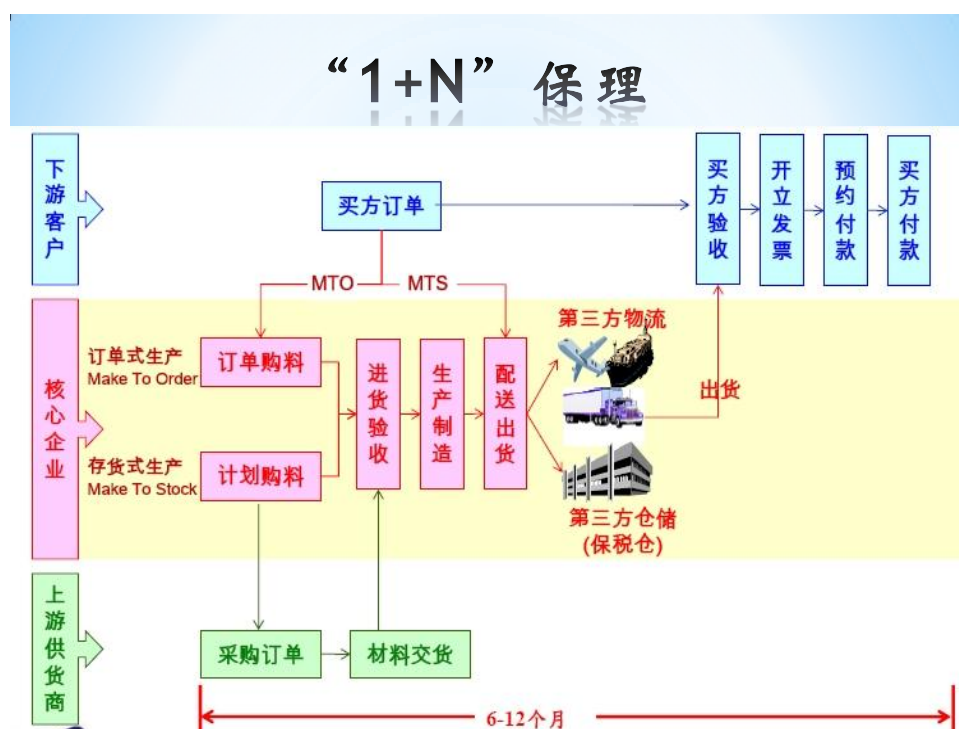 “1+N”保理
下游客户
买方订单
买方验收
开立发票
预约付款
买方付款
MTO
MTS
核心企业
订单式生产
Make To Order
存货式生产
Make To Stock
订单购料
计划购料
进货验收
生产制造
配送出货
第三方物流
出货
第三方仓储
(保税仓)
上游供货商
采购订单
材料交货
6-12个月